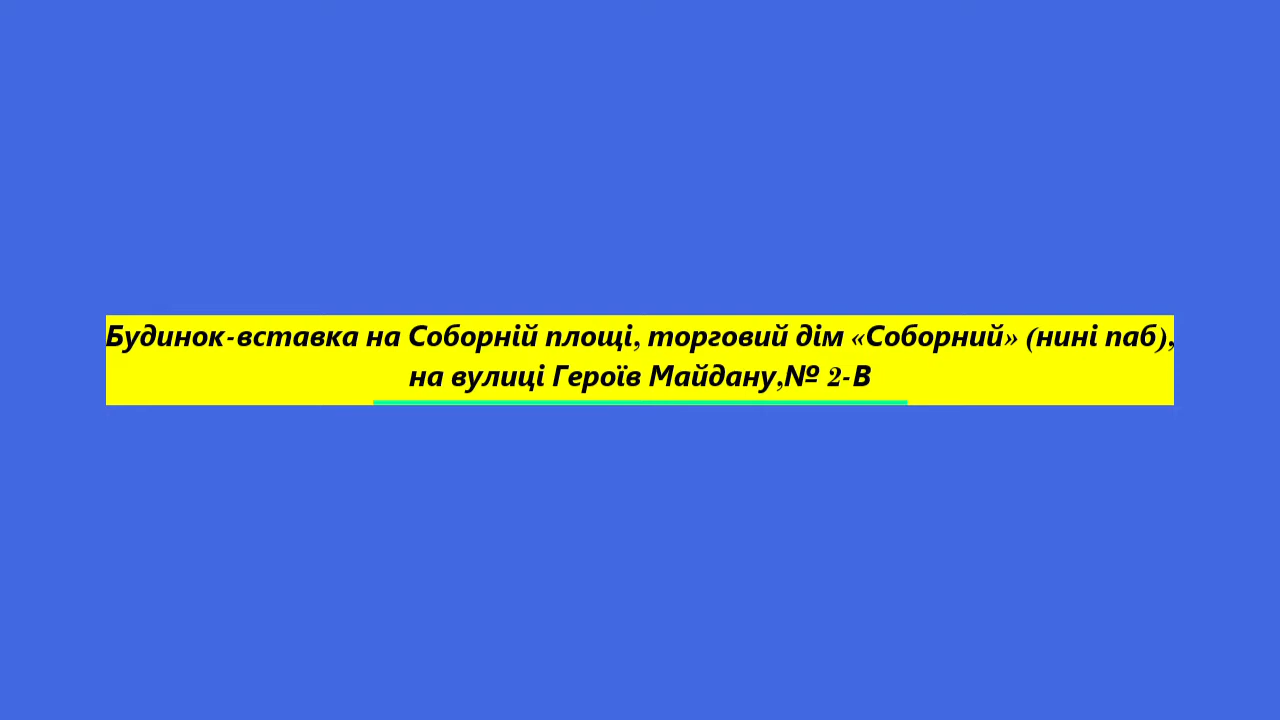 Будинок-вставка на Соборній площі, торговий дім «Соборний» (нині паб),
на вулиці Героїв Майдану,№ 2-В